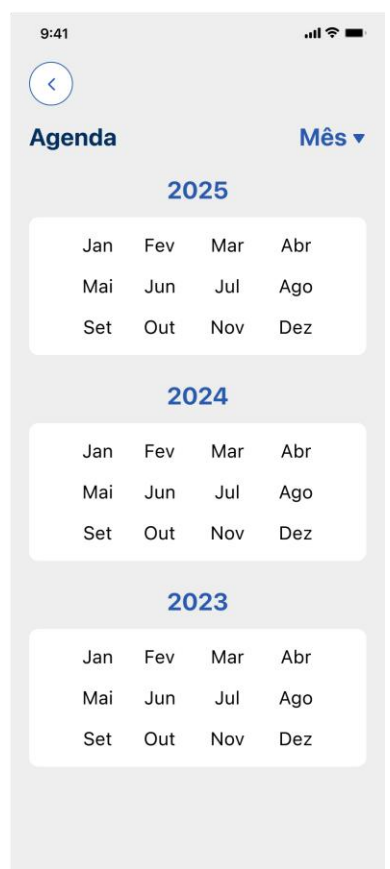 9:41
Agenda Mês
2025
Jan Fev Mar Abr
Mai Jun Jul Ago
Set Out Nov Dez
2024
Jan Fev Mar Abr
Mai Jun Jul Ago
Set Out Nov Dez
2023
Jan Fev Mar Abr
Mai Jun Jul Ago
Set Out Nov Dez